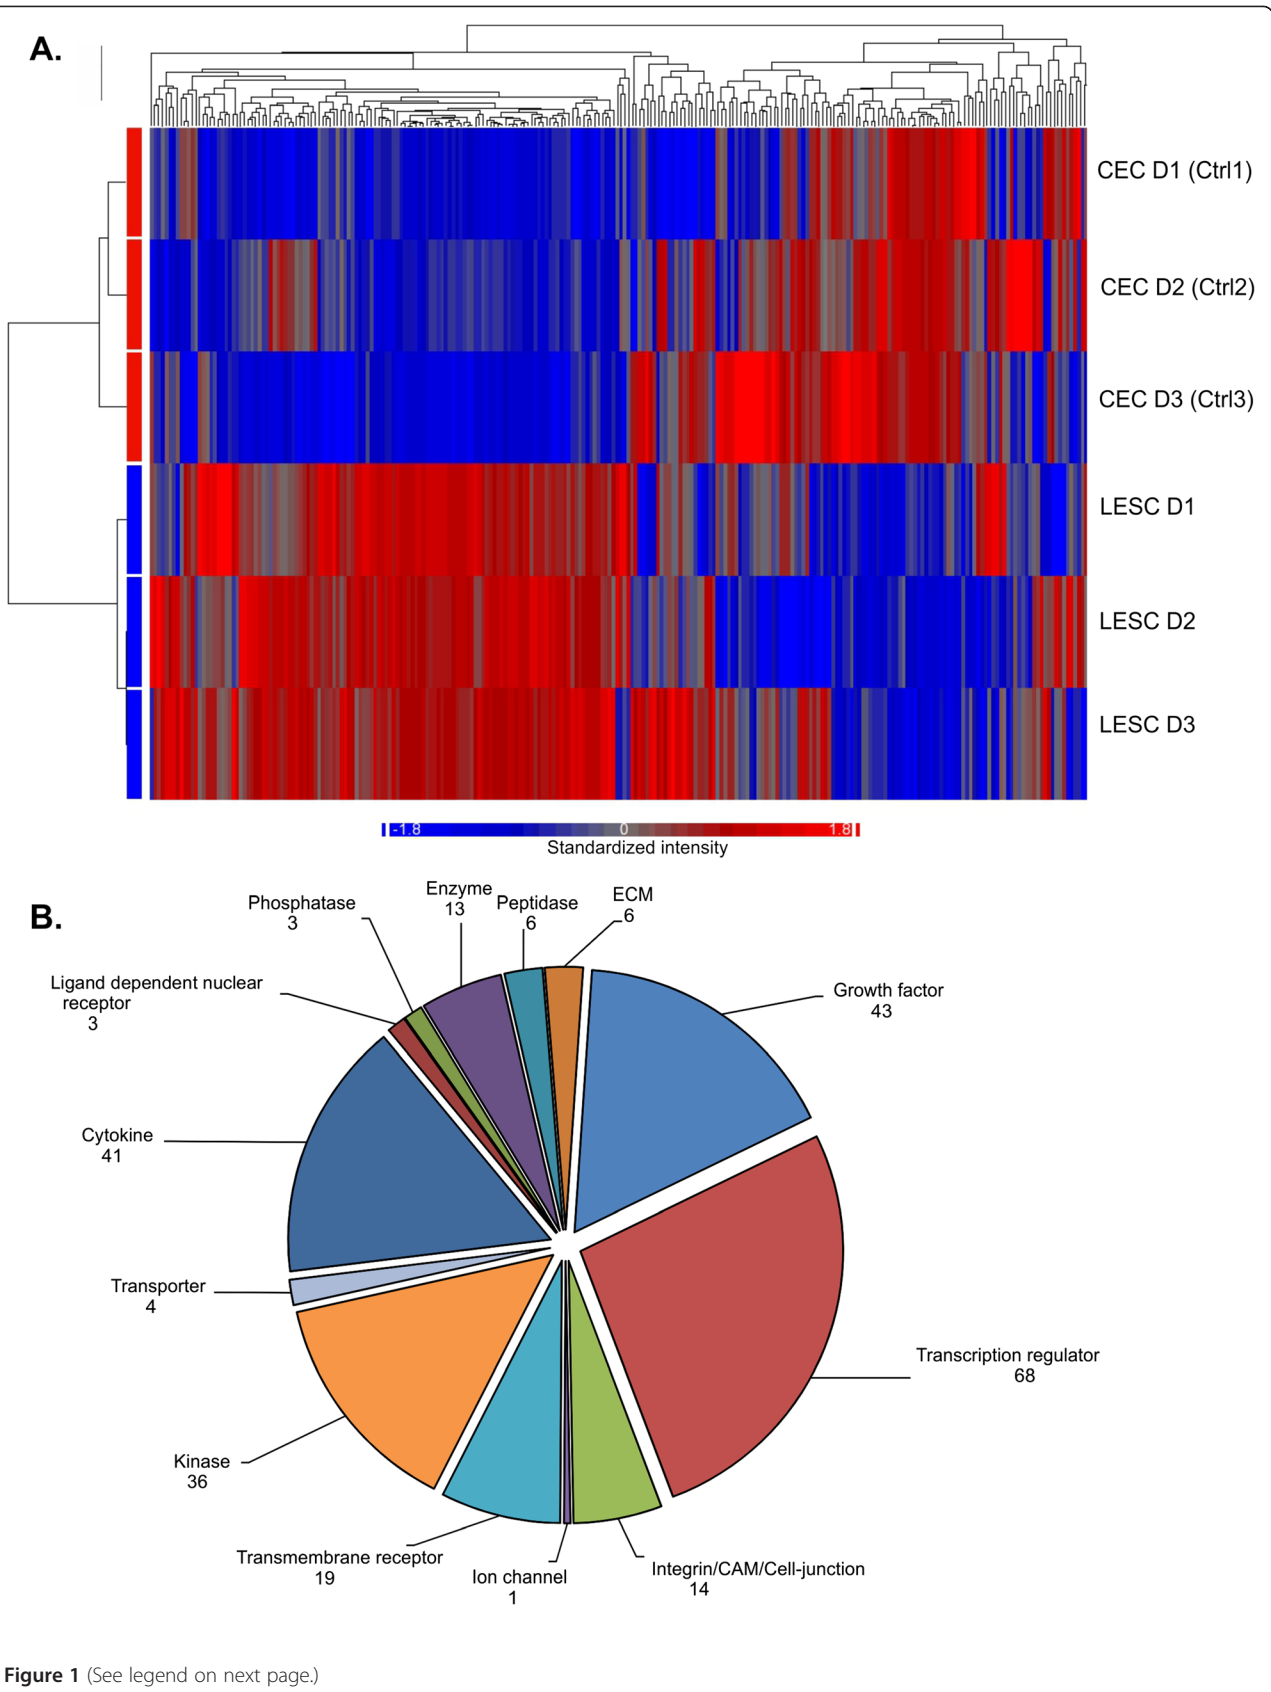 A.
CEC D1 (Ctrl1)
CEC D2 (Ctrl2)
CEC D3 (Ctrl3)
LESC D1
LESC D2
LESC D3
-1.8 0 1.8
Standardized intensity
B.
Phosphatase
3
Enzyme
13
Peptidase
6
ECM
6
Ligand dependent nuclear
receptor
3
Growth factor
43
Cytokine
41
Transporter
4
Transcription regulator
68
Kinase
36
Transmembrane receptor
19
Ion channel
1
Integrin/CAM/Cell-junction
14
Figure 1 (See legend on next page.)